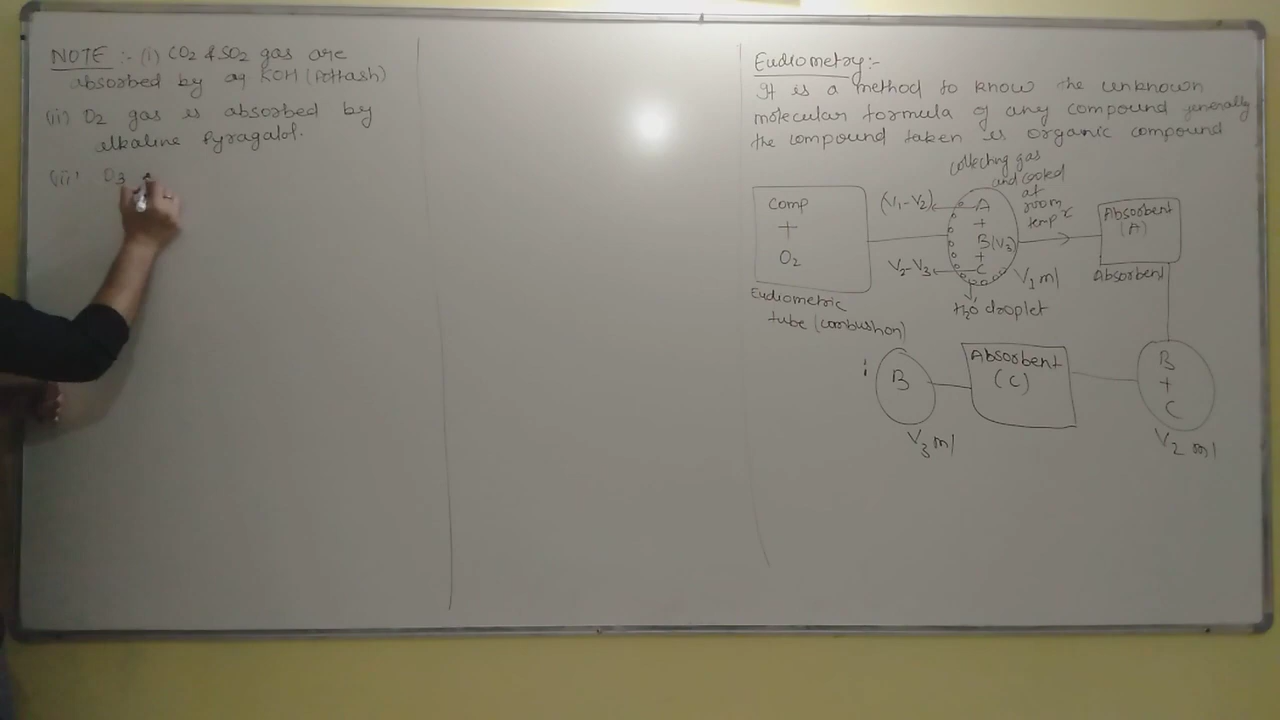 NOTE :- (i) CO2 & SO2 gas are
absorbed by aq KOH (Pottash)
(ii) O2 gas is absorbed by
alkaline Pyragalol.
(iii) O3
Eudiometry:-
It is a method to know the unknown
molecular formula of any compound generally
the compound taken is organic compound
collecting gas
and cooled
at
room
temp
Comp
+
O2
Eudiometric
tube (combustion)
(V1-V2)
A
+
B(V3)
+
C
V2-V3
V1 ml
H2O droplet
Absorbent
(A)
Absorbent
B
+
C
V2 ml
Absorbent
(C)
B
V3 ml